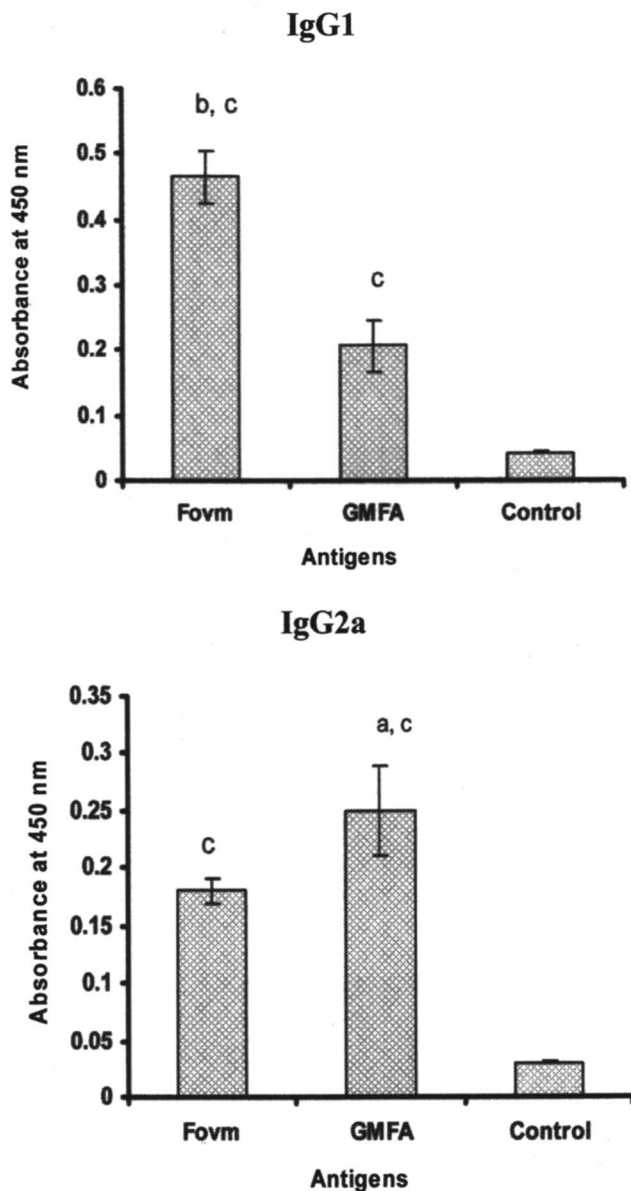 IgG1
0.6
0.5
0.4
0.3
0.2
0.1
0
Absorbance at 450 nm
b, c
c
Fovm GMFA Control
Antigens
IgG2a
0.35
0.3
0.25
0.2
0.15
0.1
0.05
0
Absorbance at 450 nm
c
a, c
Fovm GMFA Control
Antigens